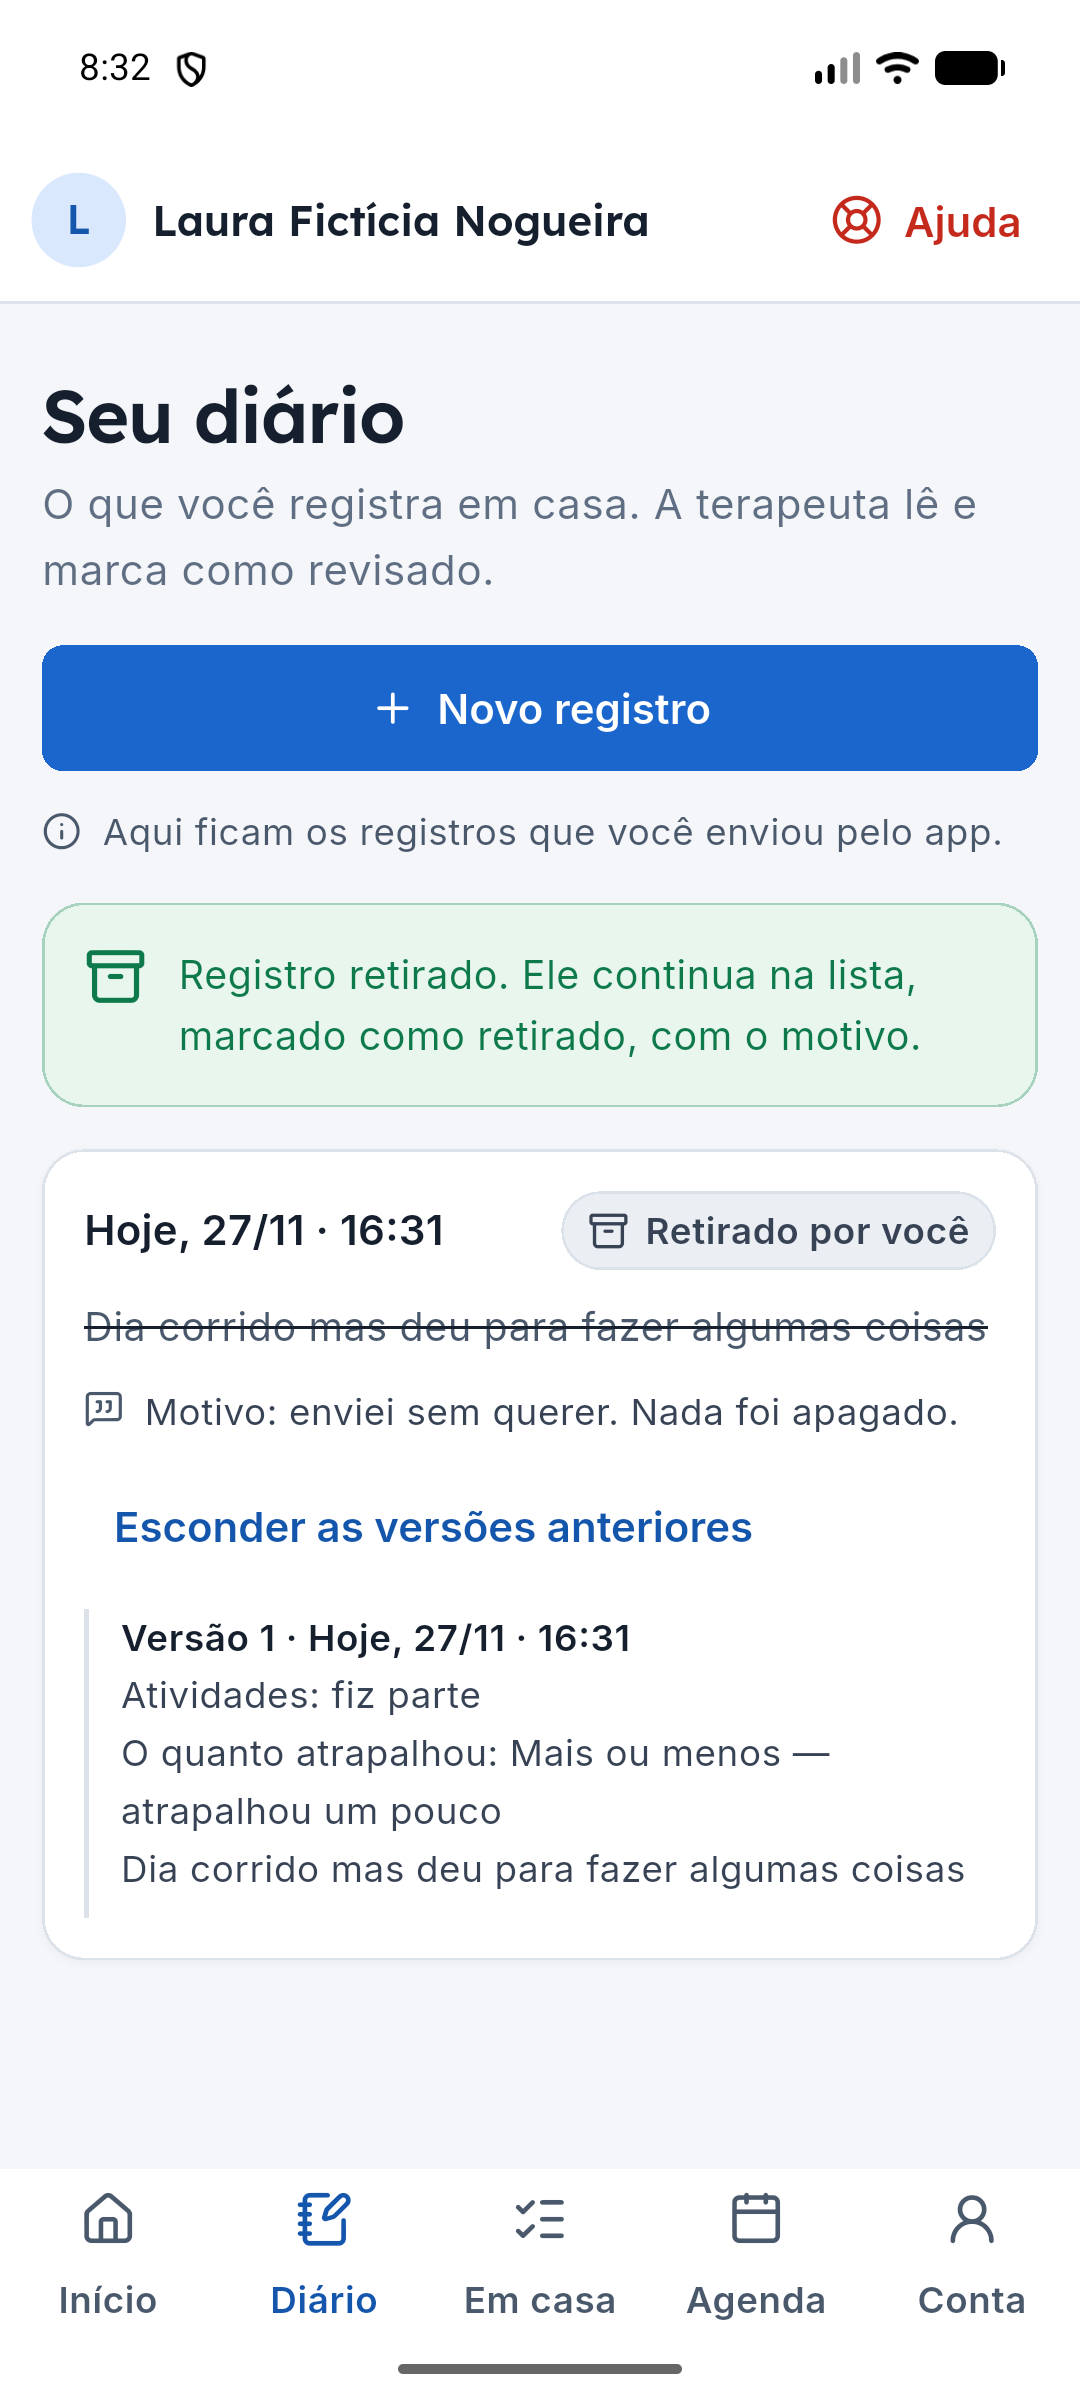 8:32
L
Laura Fictícia Nogueira
Ajuda
Seu diário
O que você registra em casa. A terapeuta lê e
marca como revisado.
Novo registro
Aqui ficam os registros que você enviou pelo app.
Registro retirado. Ele continua na lista,
marcado como retirado, com o motivo.
Hoje, 27/11 · 16:31
Retirado por você
Dia corrido mas deu para fazer algumas coisas
Motivo: enviei sem querer. Nada foi apagado.
Esconder as versões anteriores
Versão 1 · Hoje, 27/11 · 16:31
Atividades: fiz parte
O quanto atrapalhou: Mais ou menos —
atrapalhou um pouco
Dia corrido mas deu para fazer algumas coisas
Início
Diário
Em casa
Agenda
Conta